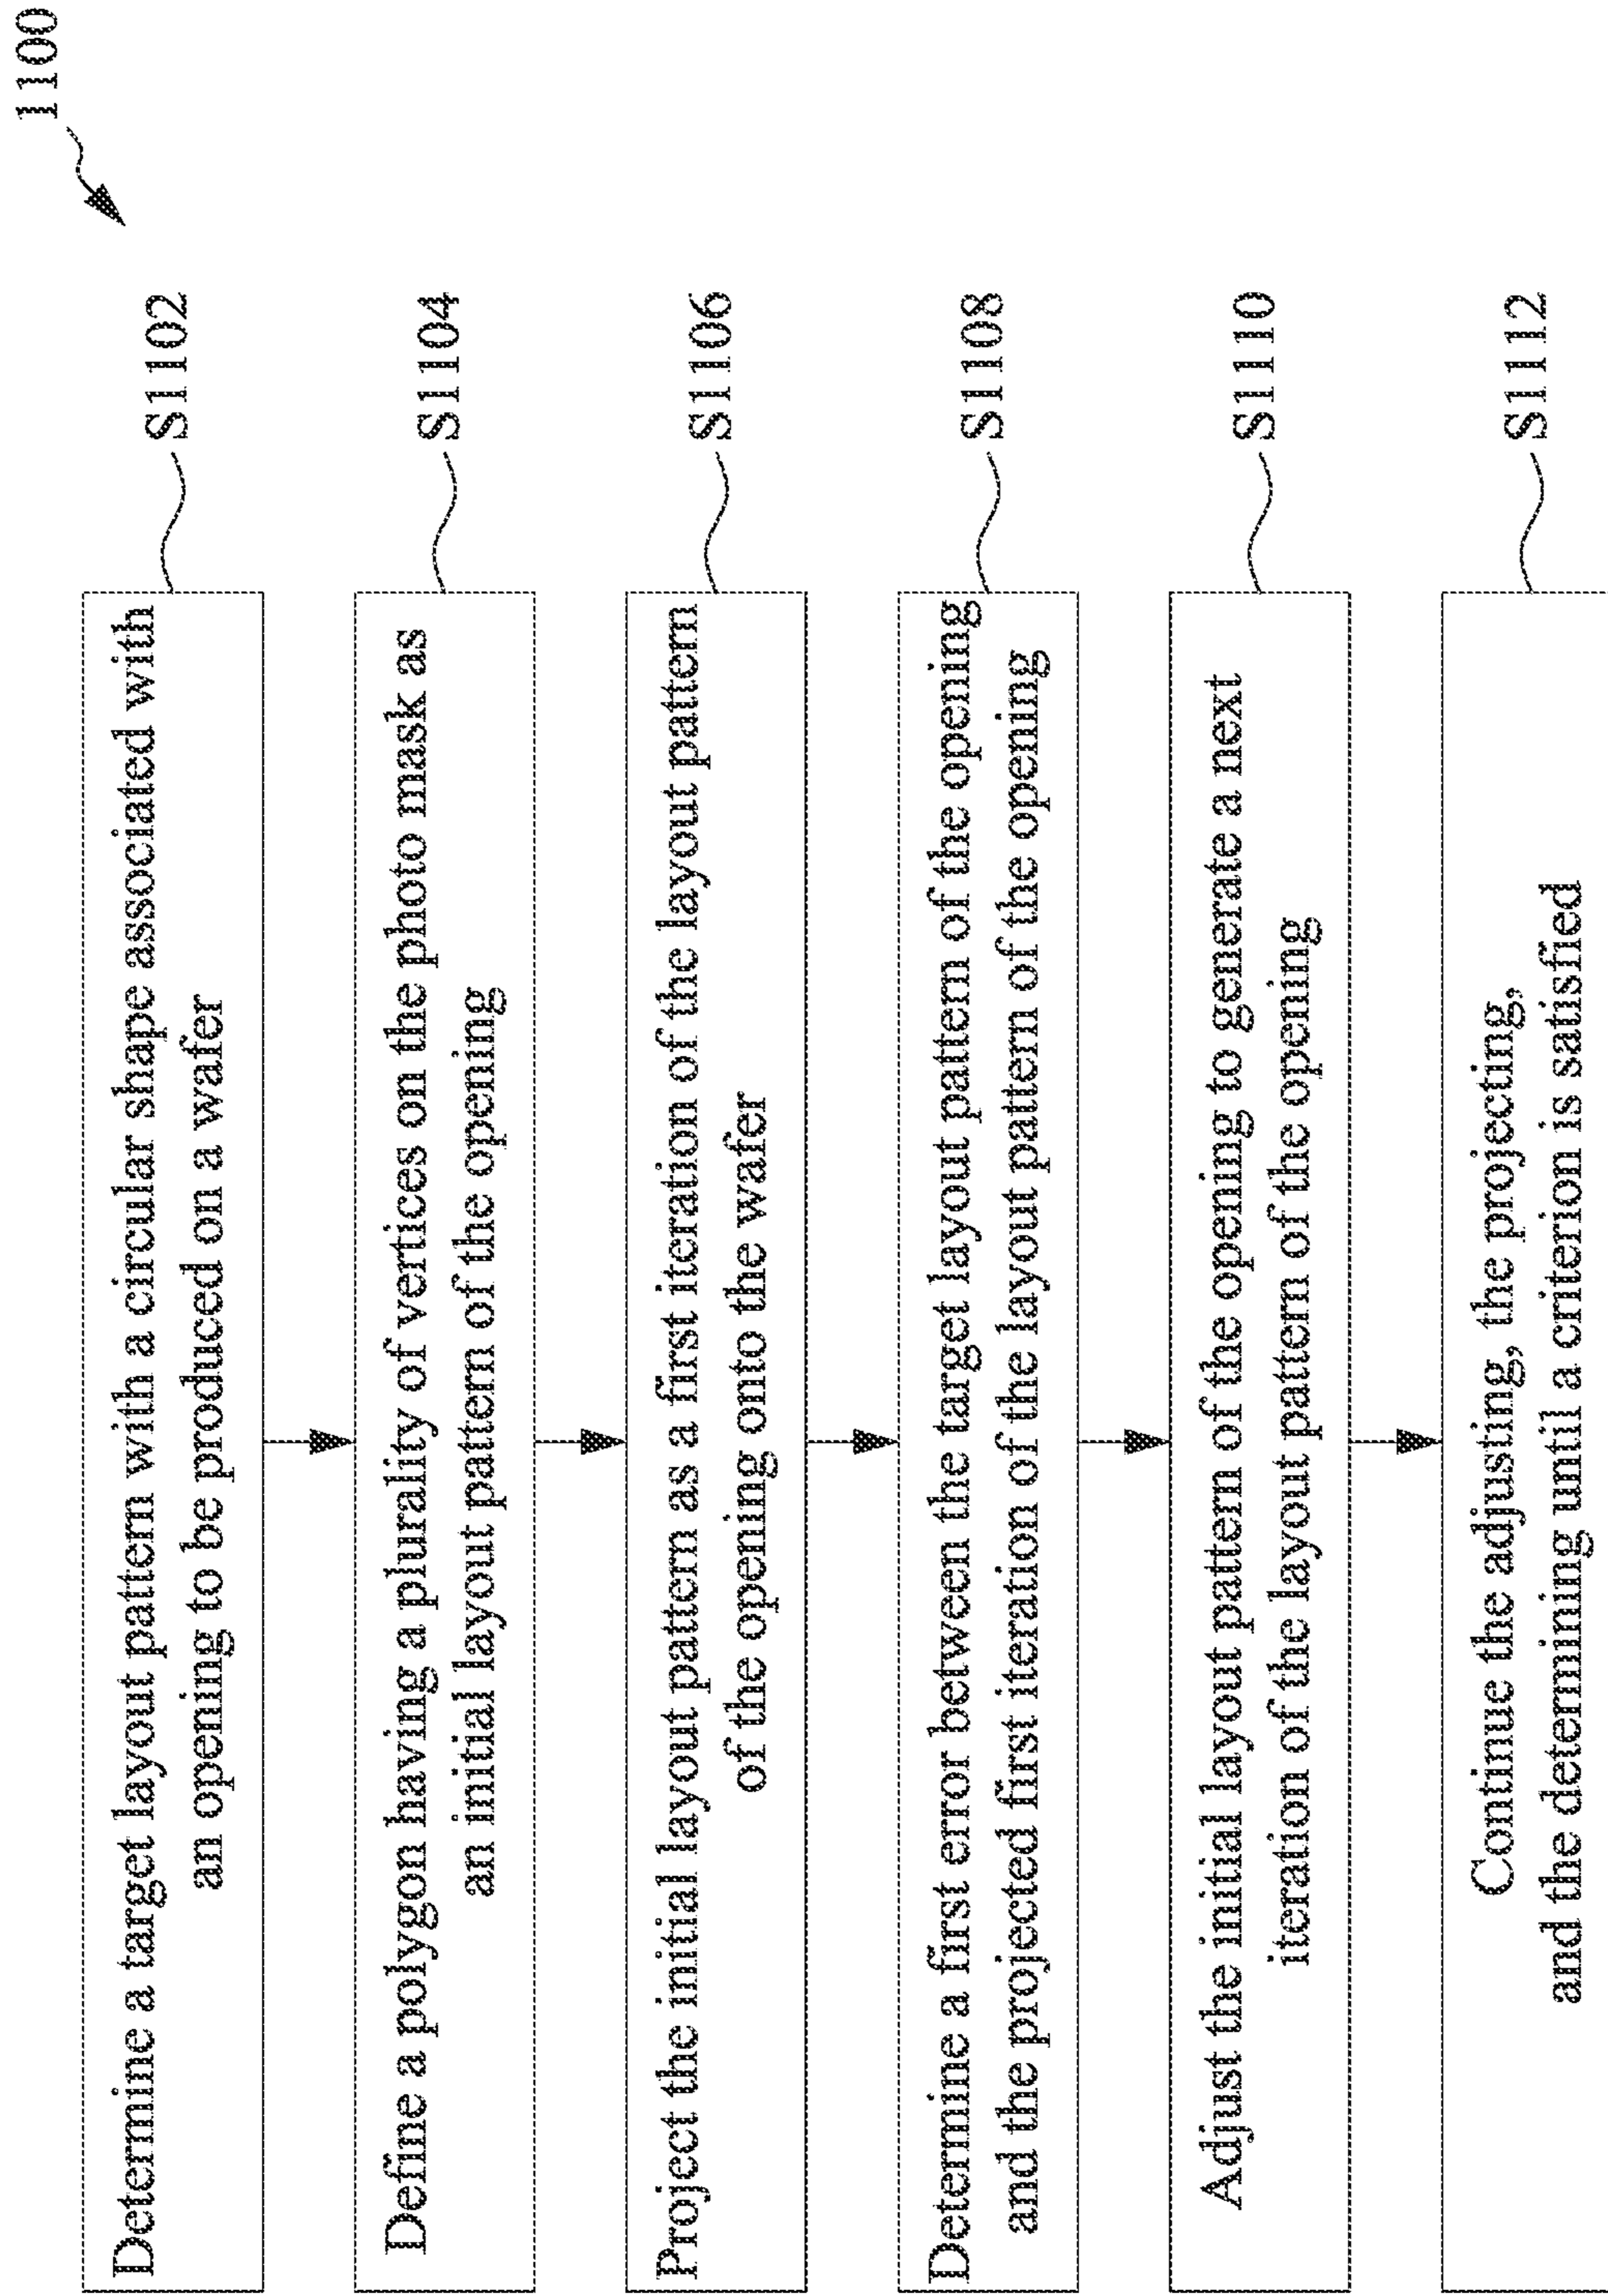 1100
Determine a target layout pattern with a circular shape associated with
an opening to be produced on a wafer
S1102
Define a polygon having a plurality of vertices on the photo mask as
an initial layout pattern of the opening
S1104
Project the initial layout pattern as a first iteration of the layout pattern
of the opening onto the wafer
S1106
Determine a first error between the target layout pattern of the opening
and the projected first iteration of the layout pattern of the opening
S1108
Adjust the initial layout pattern of the opening to generate a next
iteration of the layout pattern of the opening
S1110
Continue the adjusting, the projecting,
and the determining until a criterion is satisfied
S1112